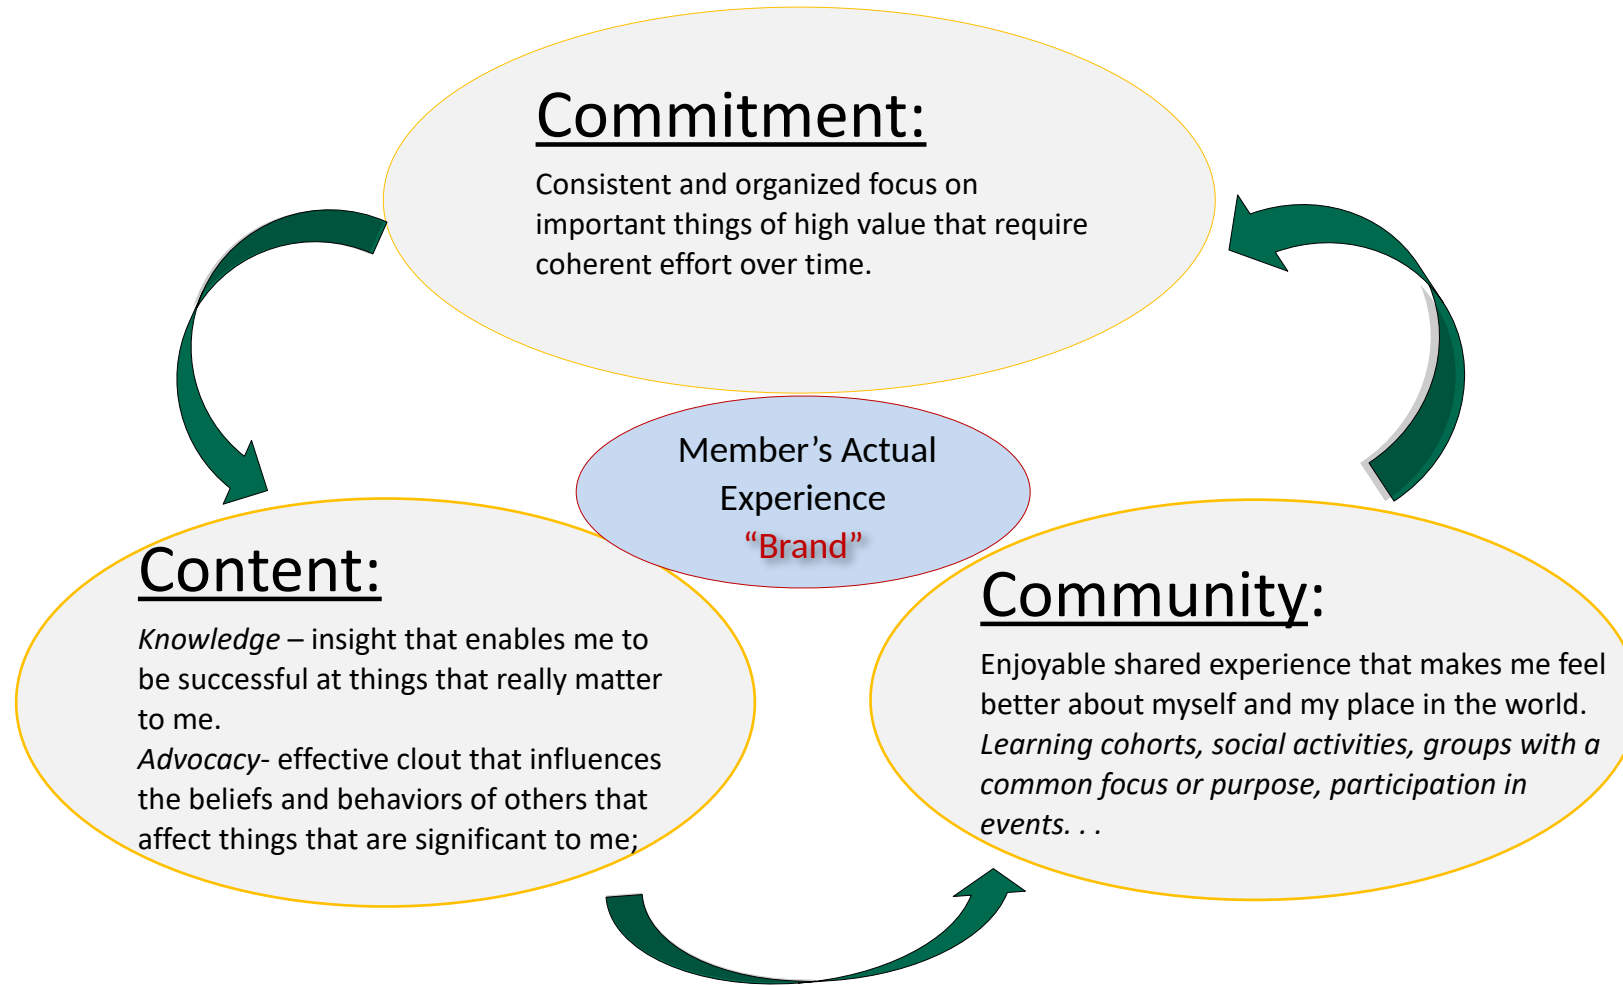 Commitment:
Consistent and organized focus on
important things of high value that require
coherent effort over time.
Member’s Actual
Experience
“Brand”
Content:
Knowledge – insight that enables me to
be successful at things that really matter
to me.
Advocacy- effective clout that influences
the beliefs and behaviors of others that
affect things that are significant to me;
Community:
Enjoyable shared experience that makes me feel
better about myself and my place in the world.
Learning cohorts, social activities, groups with a
common focus or purpose, participation in
events. . .